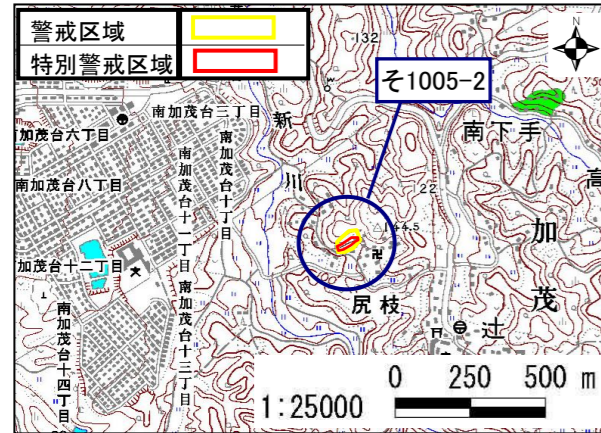 警戒区域
特別警戒区域
132
N
そ1005-2
南加茂台三丁目
新
南下手
加茂台六丁目
南加茂台十丁目
南加茂台八丁目
南加茂台十一丁目
川
122
高
144.5
加
加茂台十二丁目
卍
尻枝
茂
南加茂台十四丁目
南加茂台十三丁目
辻
0 250 500 m
1:25000